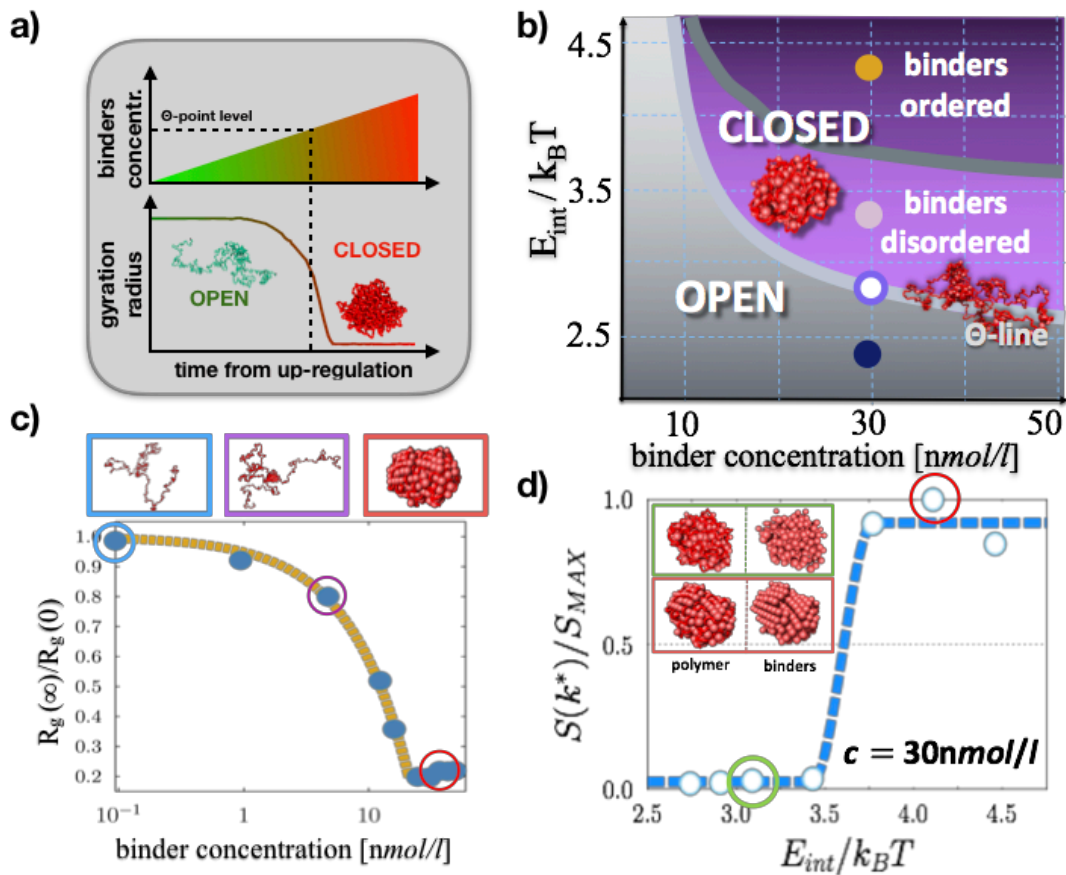 a)
binders
concentr.
Θ-point level
gyration
radius
OPEN
CLOSED
time from up-regulation
b)
E_int / k_BT
4.5
3.5
2.5
binders
ordered
CLOSED
binders
disordered
OPEN
Θ-line
10
30
50
binder concentration [nmol/l]
c)
R_g(∞)/R_g(0)
1.0
0.9
0.8
0.7
0.6
0.5
0.4
0.3
0.2
10⁻¹
1
10
binder concentration [nmol/l]
d)
S(k*)/S_MAX
1.0
0.5
0.0
polymer
binders
c = 30nmol/l
2.5
3.0
3.5
4.0
4.5
E_int/k_BT